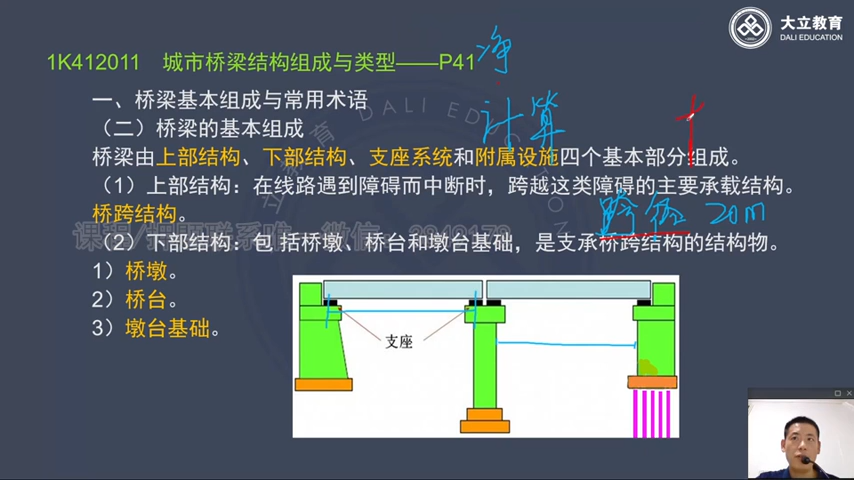 大立教育
DALI EDUCATION
1K412011 城市桥梁结构组成与类型——P41
净
一、桥梁基本组成与常用术语
计算
（二）桥梁的基本组成
桥梁由上部结构、下部结构、支座系统和附属设施四个基本部分组成。
（1）上部结构：在线路遇到障碍而中断时，跨越这类障碍的主要承载结构。
桥跨结构。
跨径 20m
（2）下部结构：包 括桥墩、桥台和墩台基础，是支承桥跨结构的结构物。
1）桥墩。
2）桥台。
3）墩台基础。
支座